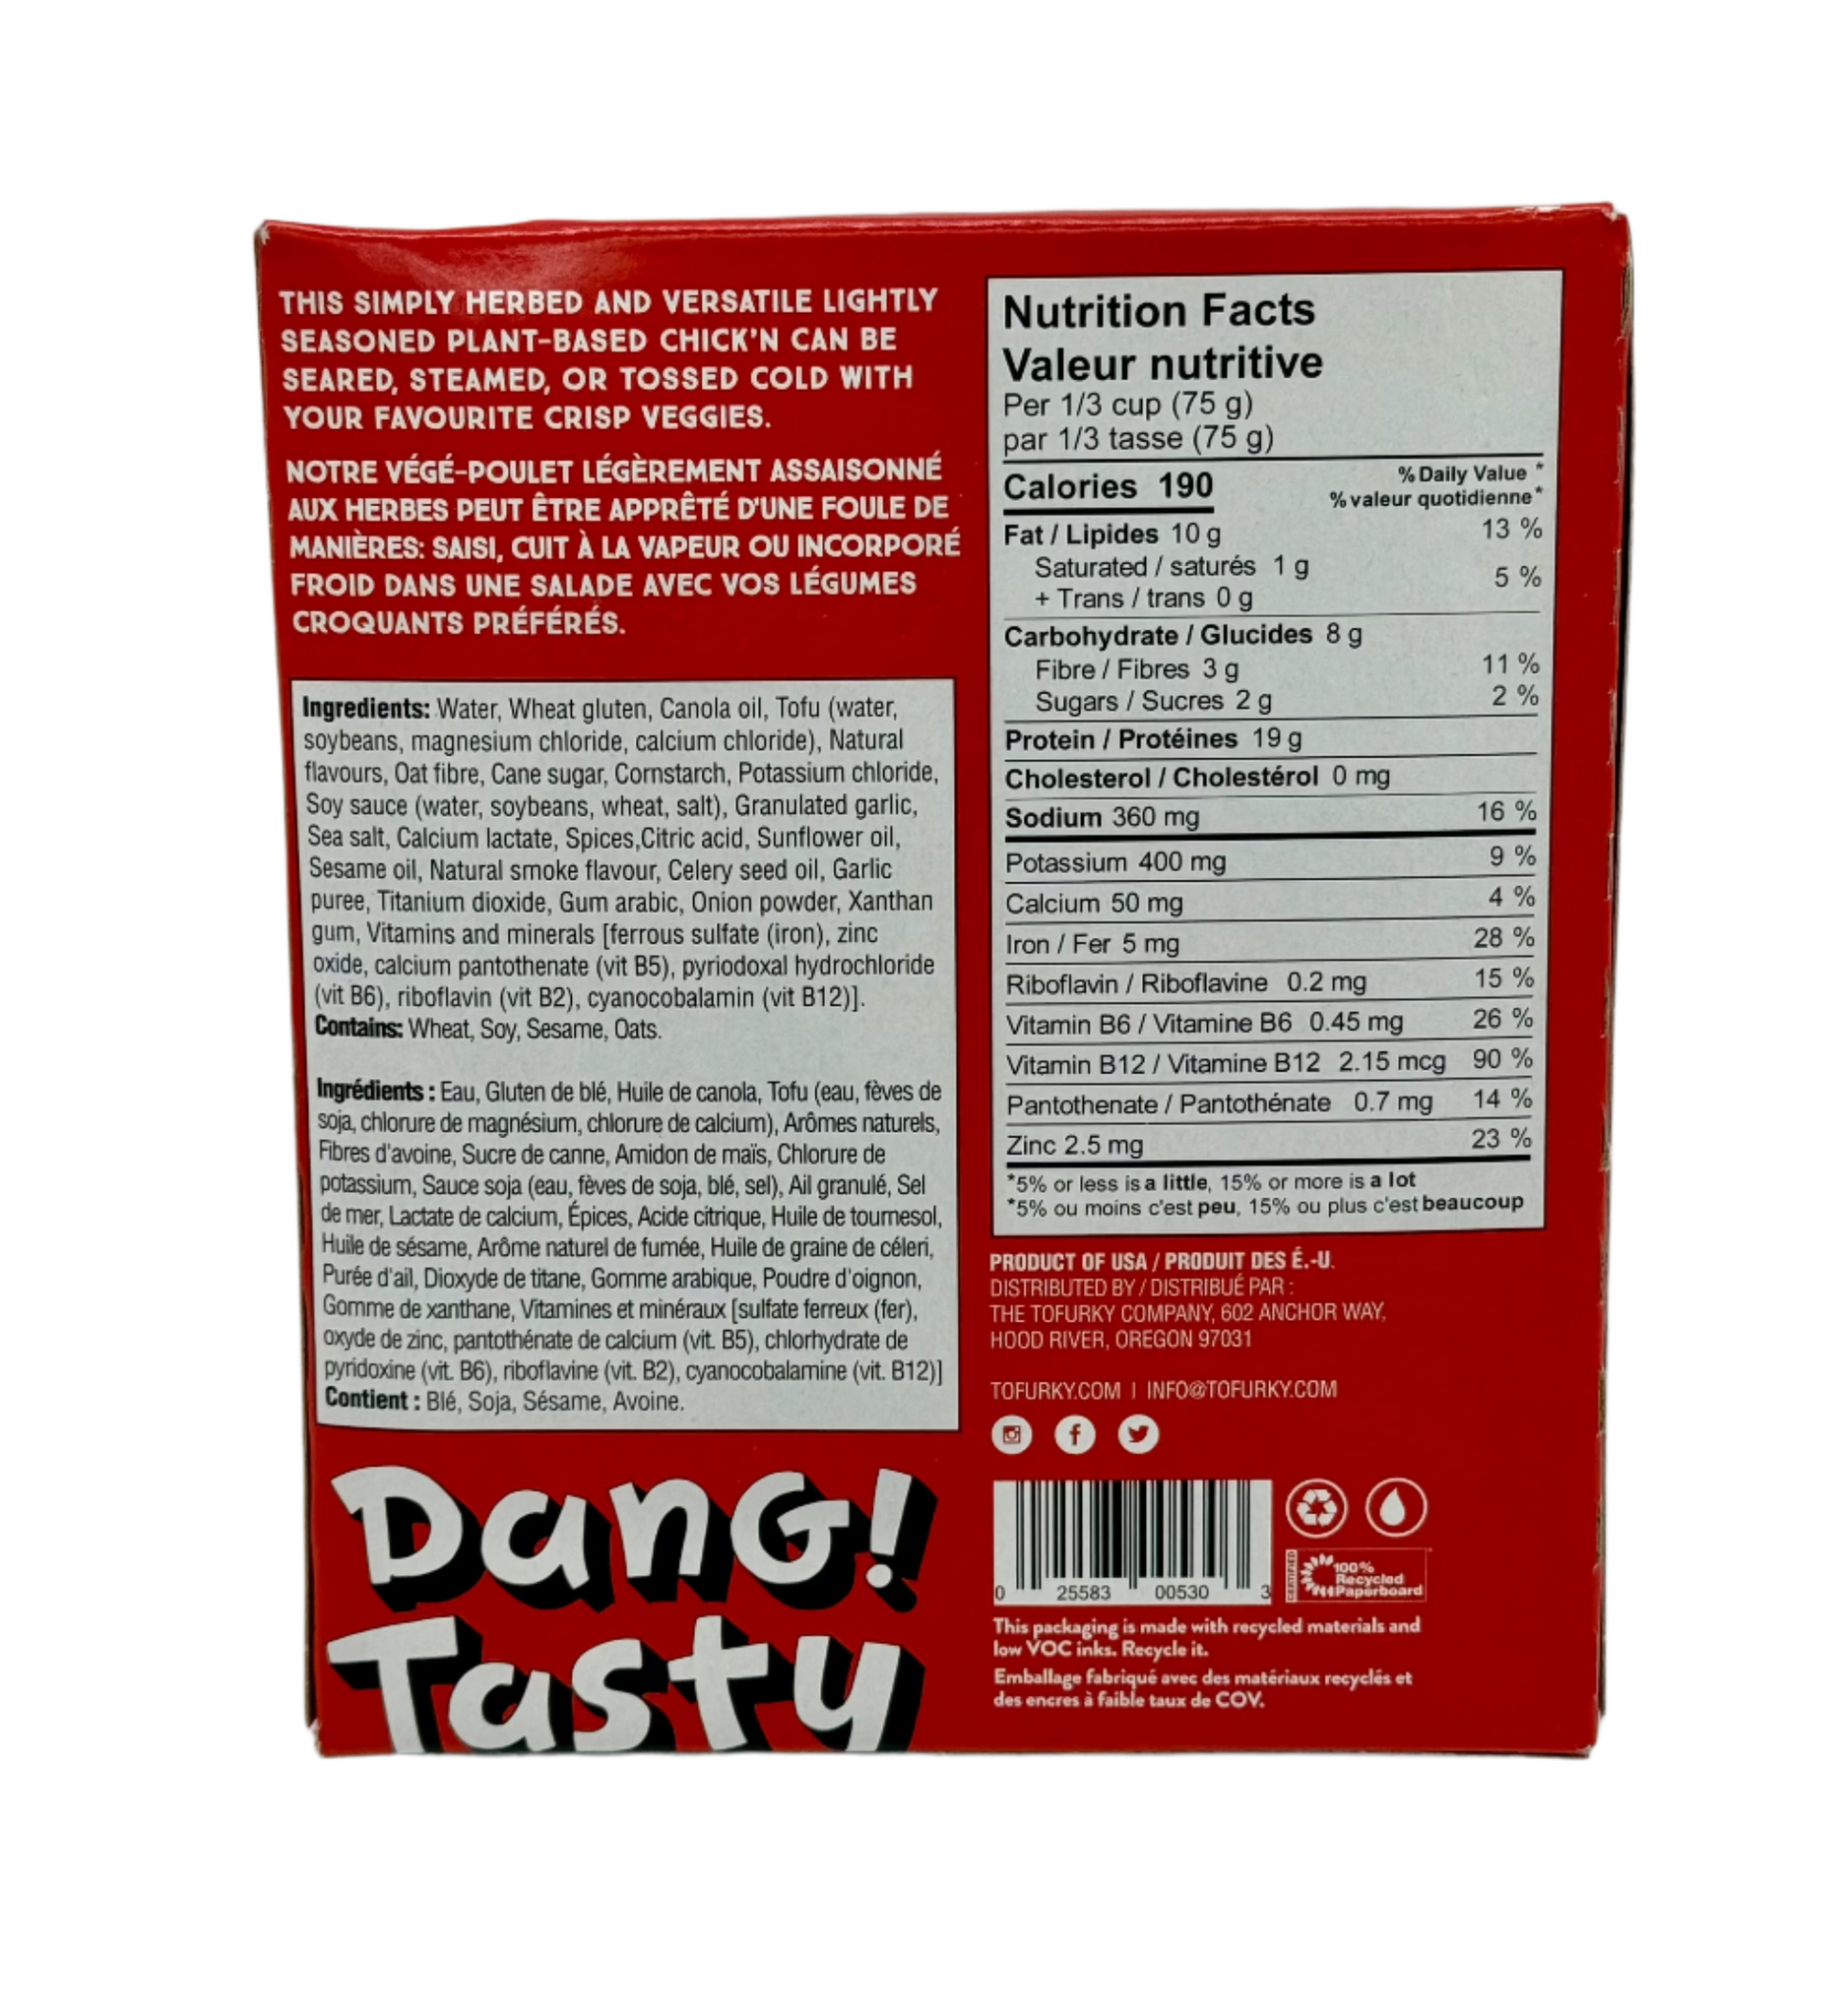 THIS SIMPLY HERBED AND VERSATILE LIGHTLY
SEASONED PLANT-BASED CHICK'N CAN BE
SEARED, STEAMED, OR TOSSED COLD WITH
YOUR FAVOURITE CRISP VEGGIES.
NOTRE VÉGÉ-POULET LÉGÈREMENT ASSAISONNÉ
AUX HERBES PEUT ÊTRE APPRÊTÉ D'UNE FOULE DE
MANIÈRES: SAISI, CUIT À LA VAPEUR OU INCORPORÉ
FROID DANS UNE SALADE AVEC VOS LÉGUMES
CROQUANTS PRÉFÉRÉS.
Ingredients: Water, Wheat gluten, Canola oil, Tofu (water,
soybeans, magnesium chloride, calcium chloride), Natural
flavours, Oat fibre, Cane sugar, Cornstarch, Potassium chloride,
Soy sauce (water, soybeans, wheat, salt), Granulated garlic,
Sea salt, Calcium lactate, Spices,Citric acid, Sunflower oil,
Sesame oil, Natural smoke flavour, Celery seed oil, Garlic
puree, Titanium dioxide, Gum arabic, Onion powder, Xanthan
gum, Vitamins and minerals [ferrous sulfate (iron), zinc
oxide, calcium pantothenate (vit B5), pyriodoxal hydrochloride
(vit B6), riboflavin (vit B2), cyanocobalamin (vit B12)].
Contains: Wheat, Soy, Sesame, Oats.
Ingrédients : Eau, Gluten de blé, Huile de canola, Tofu (eau, fèves de
soja, chlorure de magnésium, chlorure de calcium), Arômes naturels,
Fibres d'avoine, Sucre de canne, Amidon de maïs, Chlorure de
potassium, Sauce soja (eau, fèves de soja, blé, sel), Ail granulé, Sel
de mer, Lactate de calcium, Épices, Acide citrique, Huile de tournesol,
Huile de sésame, Arôme naturel de fumée, Huile de graine de céleri,
Purée d'ail, Dioxyde de titane, Gomme arabique, Poudre d'oignon,
Gomme de xanthane, Vitamines et minéraux [sulfate ferreux (fer),
oxyde de zinc, pantothénate de calcium (vit. B5), chlorhydrate de
pyridoxine (vit. B6), riboflavine (vit. B2), cyanocobalamine (vit. B12)]
Contient : Blé, Soja, Sésame, Avoine.
Dang!
Tasty
Nutrition Facts
Valeur nutritive
Per 1/3 cup (75 g)
par 1/3 tasse (75 g)
Calories 190
% Daily Value *
% valeur quotidienne *
Fat / Lipides 10 g 13 %
Saturated / saturés 1 g
+ Trans / trans 0 g 5 %
Carbohydrate / Glucides 8 g
Fibre / Fibres 3 g 11 %
Sugars / Sucres 2 g 2 %
Protein / Protéines 19 g
Cholesterol / Cholestérol 0 mg
Sodium 360 mg 16 %
Potassium 400 mg 9 %
Calcium 50 mg 4 %
Iron / Fer 5 mg 28 %
Riboflavin / Riboflavine 0.2 mg 15 %
Vitamin B6 / Vitamine B6 0.45 mg 26 %
Vitamin B12 / Vitamine B12 2.15 mcg 90 %
Pantothenate / Pantothénate 0.7 mg 14 %
Zinc 2.5 mg 23 %
*5% or less is a little, 15% or more is a lot
*5% ou moins c'est peu, 15% ou plus c'est beaucoup
PRODUCT OF USA / PRODUIT DES É.-U.
DISTRIBUTED BY / DISTRIBUÉ PAR :
THE TOFURKY COMPANY, 602 ANCHOR WAY,
HOOD RIVER, OREGON 97031
TOFURKY.COM | INFO@TOFURKY.COM
0 25583 00530 3
CERTIFIED
100%
Recycled
Paperboard
This packaging is made with recycled materials and
low VOC inks. Recycle it.
Emballage fabriqué avec des matériaux recyclés et
des encres à faible taux de COV.